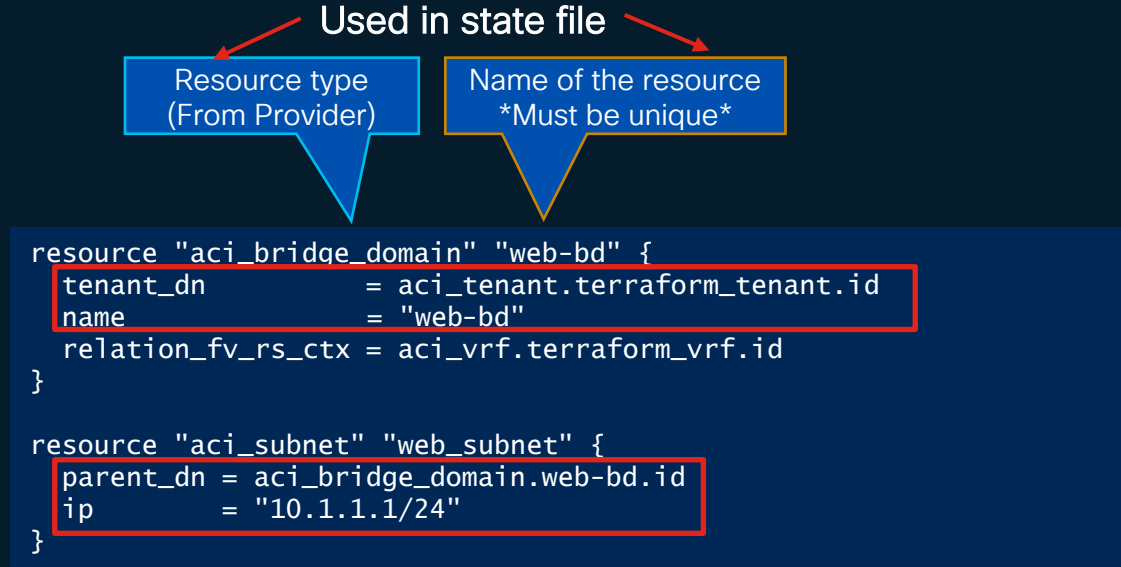 Used in state file
Resource type
(From Provider)
Name of the resource
*Must be unique*
resource "aci_bridge_domain" "web-bd" {
  tenant_dn         = aci_tenant.terraform_tenant.id
  name              = "web-bd"
  relation_fv_rs_ctx = aci_vrf.terraform_vrf.id
}
resource "aci_subnet" "web_subnet" {
  parent_dn = aci_bridge_domain.web-bd.id
  ip        = "10.1.1.1/24"
}